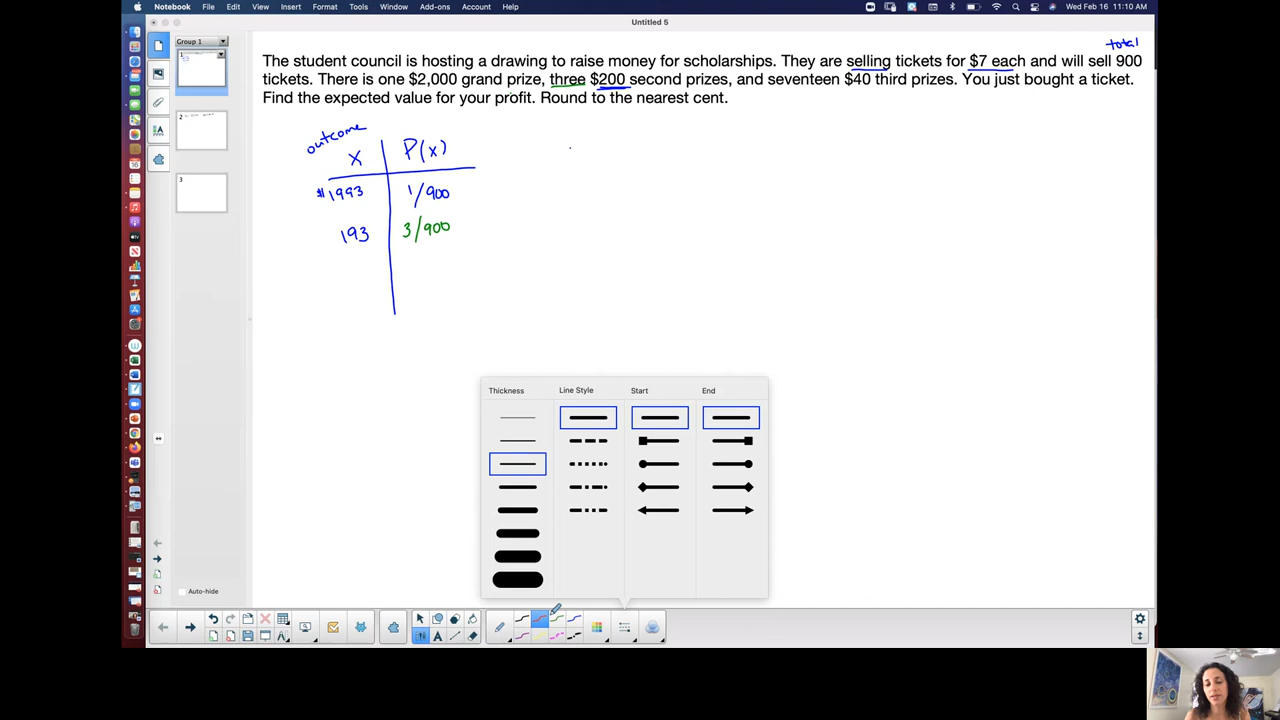 Notebook File Edit View Insert Format Tools Window Add-ons Account Help Wed Feb 16 11:10 AM
Untitled 5
Group 1
total
The student council is hosting a drawing to raise money for scholarships. They are selling tickets for $7 each and will sell 900
tickets. There is one $2,000 grand prize, three $200 second prizes, and seventeen $40 third prizes. You just bought a ticket.
Find the expected value for your profit. Round to the nearest cent.
outcome
X P(x)
$1993 1/900
193 3/900
1
2
3
Thickness Line Style Start End
Auto-hide